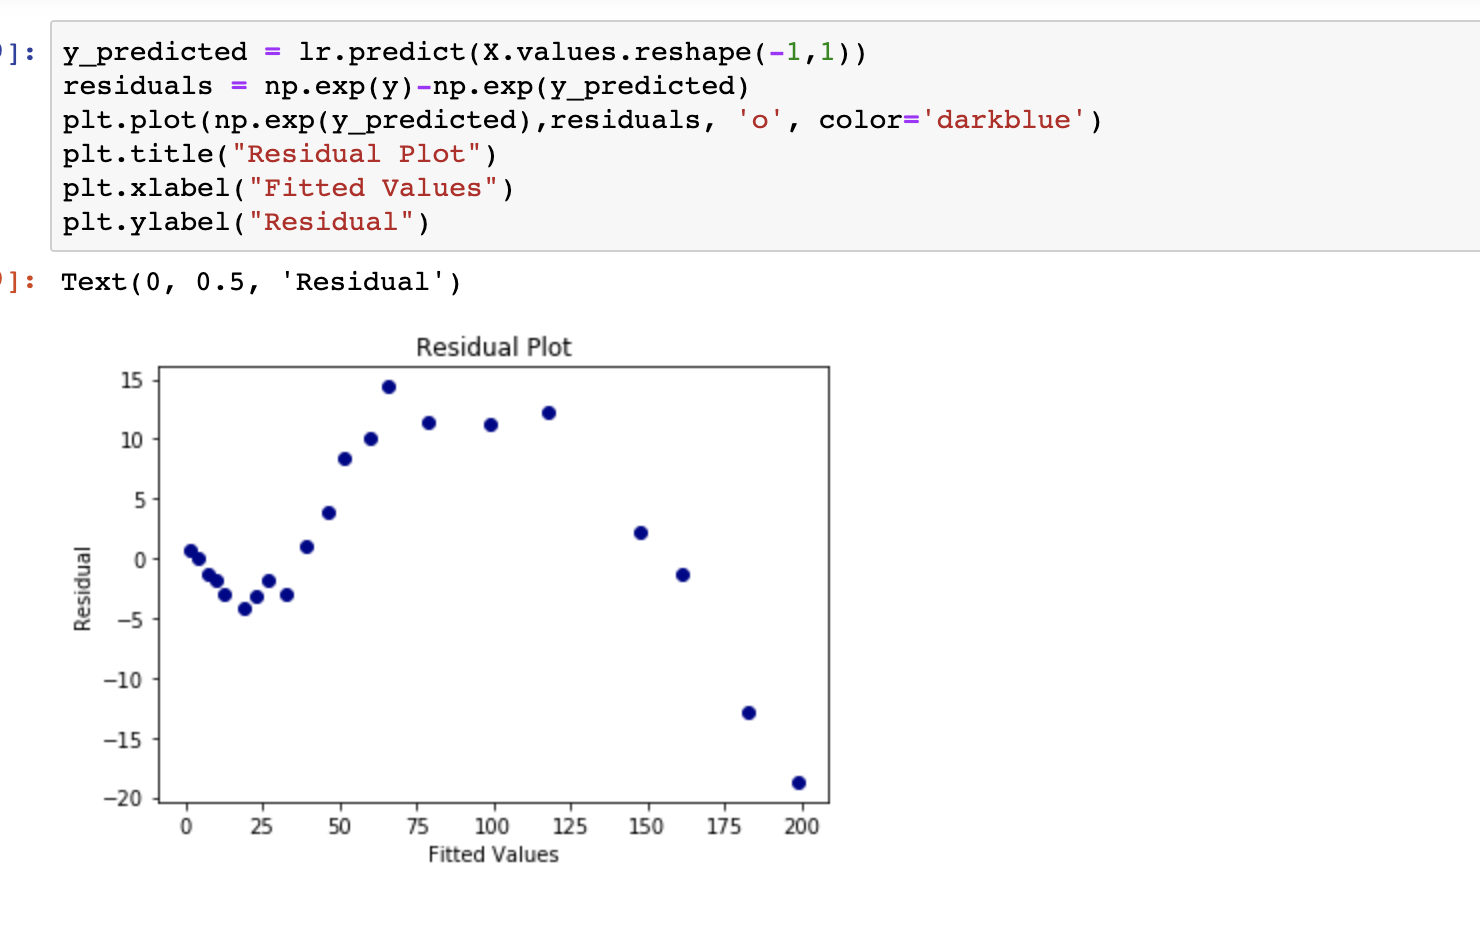 ]:
y_predicted = lr.predict(X.values.reshape(-1,1))
residuals = np.exp(y)-np.exp(y_predicted)
plt.plot(np.exp(y_predicted),residuals, 'o', color='darkblue')
plt.title("Residual Plot")
plt.xlabel("Fitted Values")
plt.ylabel("Residual")
]: Text(0, 0.5, 'Residual')
Residual Plot
15
10
5
0
−5
−10
−15
−20
Residual
0 25 50 75 100 125 150 175 200
Fitted Values